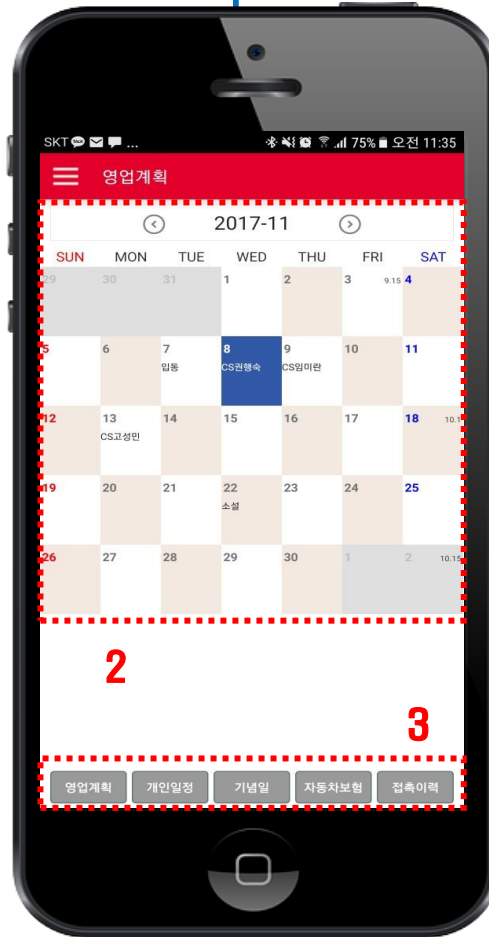 SKT ... 75% 오전 11:35
영업계획
2017-11
SUN MON TUE WED THU FRI SAT
29 30 31 1 2 3 9.15 4
5 6 7 8 9 10 11
입동 CS권행숙 CS임미란
12 13 14 15 16 17 18 10.1
CS고성민
19 20 21 22 23 24 25
소설
26 27 28 29 30 1 2 10.15
2
3
영업계획 개인일정 기념일 자동차보험 접촉이력